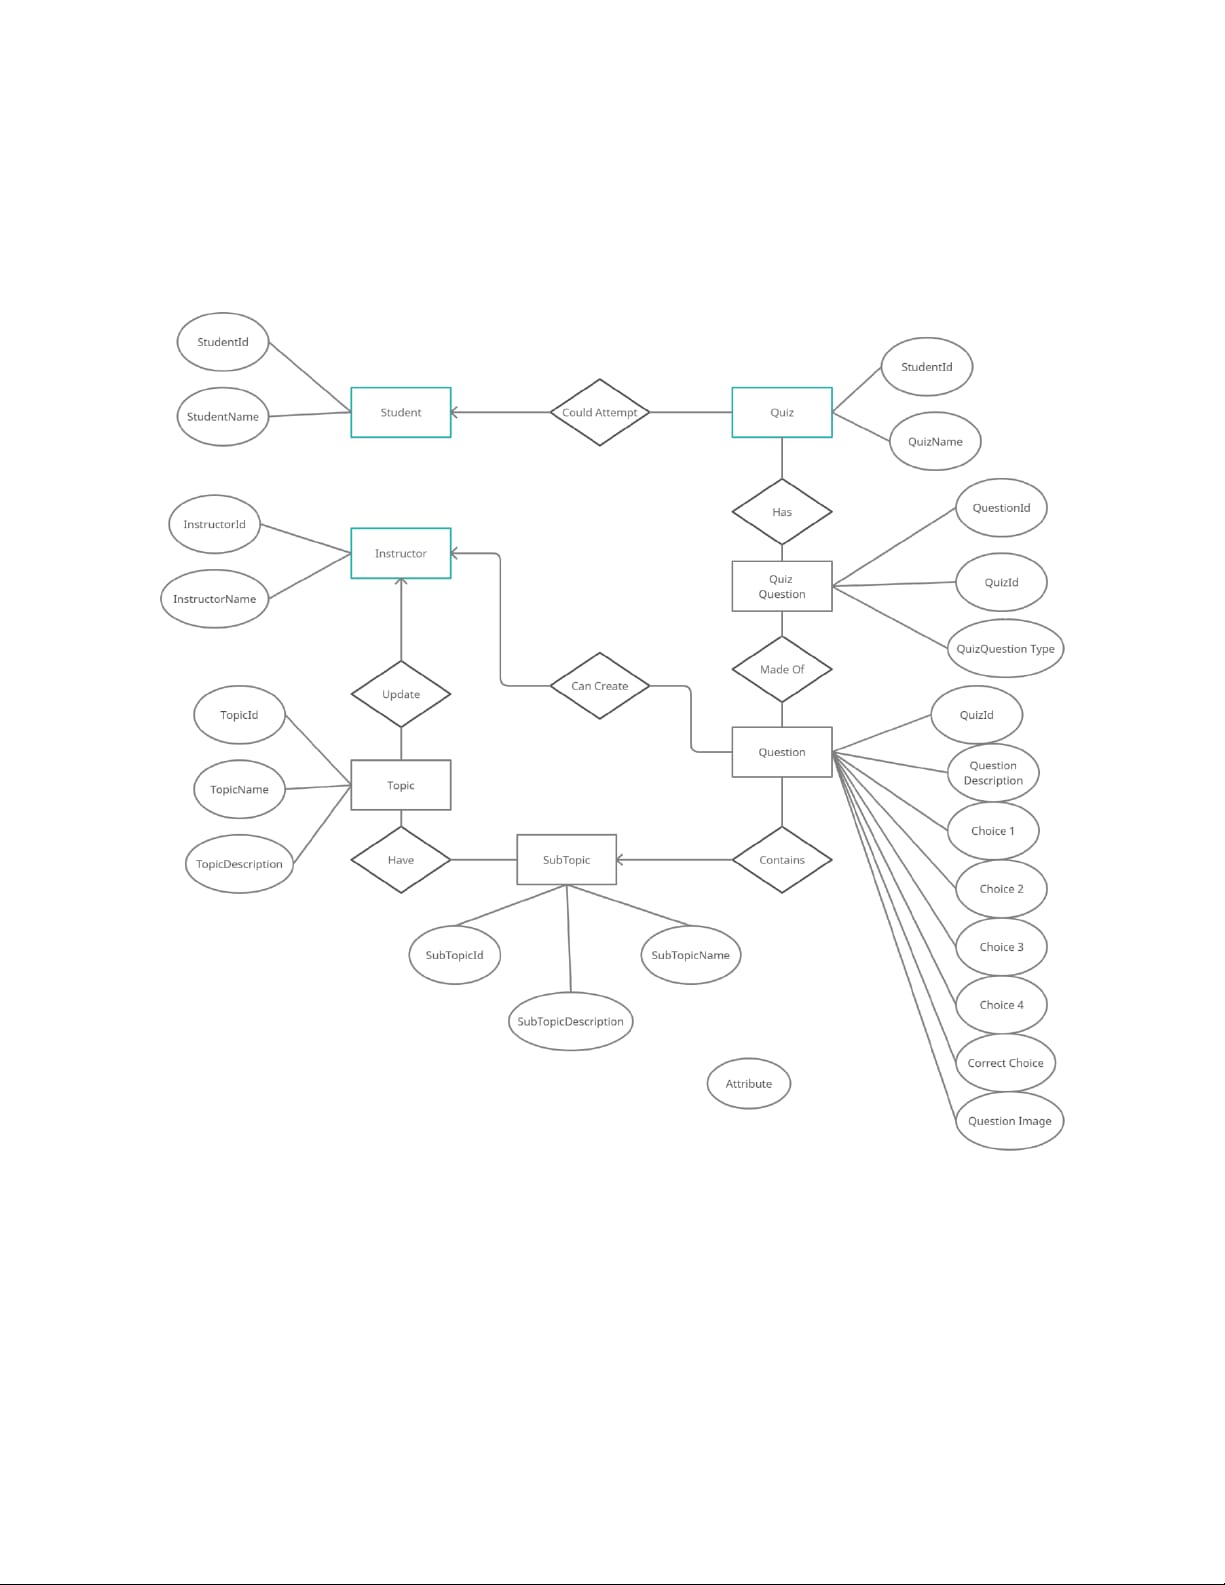 StudentId
StudentId
StudentName
Student
Could Attempt
Quiz
QuizName
InstructorId
QuestionId
Has
Instructor
Quiz
Question
QuizId
InstructorName
QuizQuestion Type
Made Of
Can Create
Update
TopicId
QuizId
Question
Question
Description
Topic
TopicName
Choice 1
Have
SubTopic
Contains
TopicDescription
Choice 2
Choice 3
SubTopicId
SubTopicName
Choice 4
SubTopicDescription
Correct Choice
Attribute
Question Image